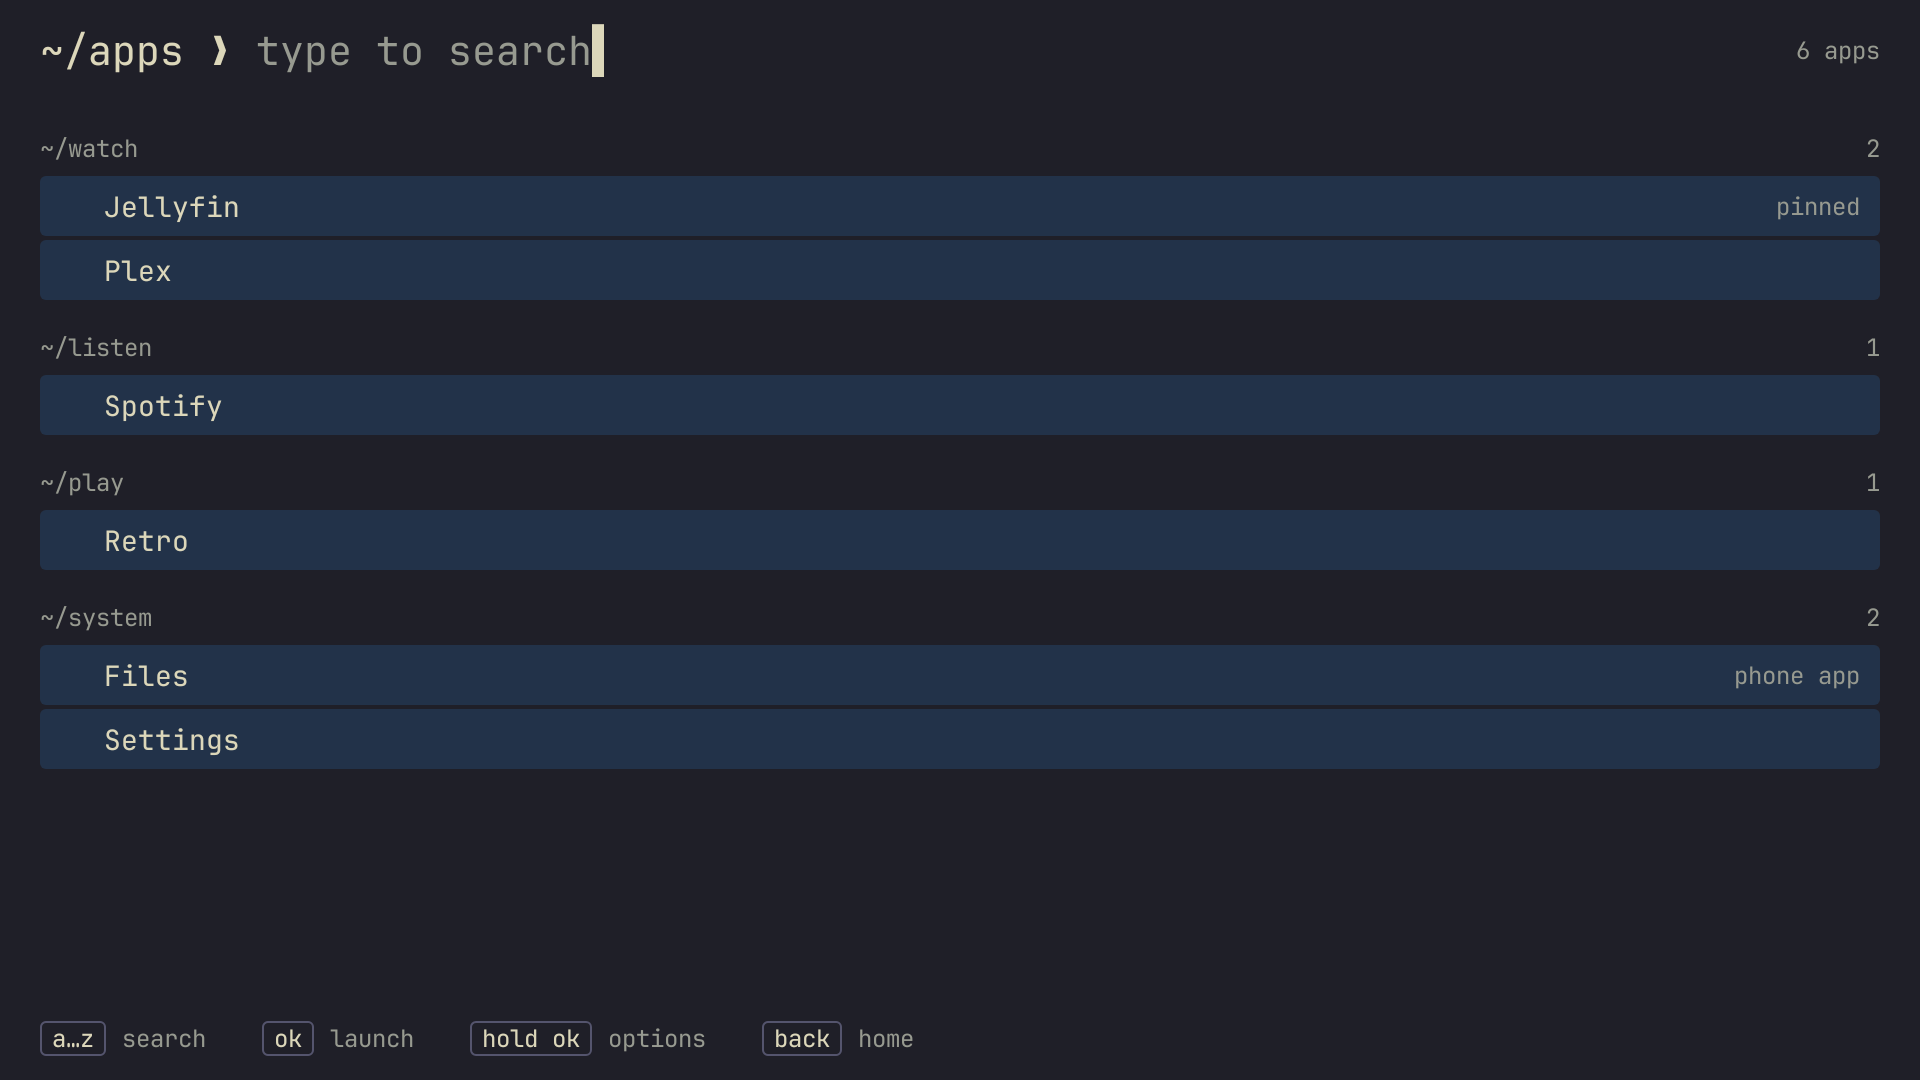 ~/apps ❯ type to search 6 apps
~/watch 2
Jellyfin pinned
Plex
~/listen 1
Spotify
~/play 1
Retro
~/system 2
Files phone app
Settings
a…z search ok launch hold ok options back home